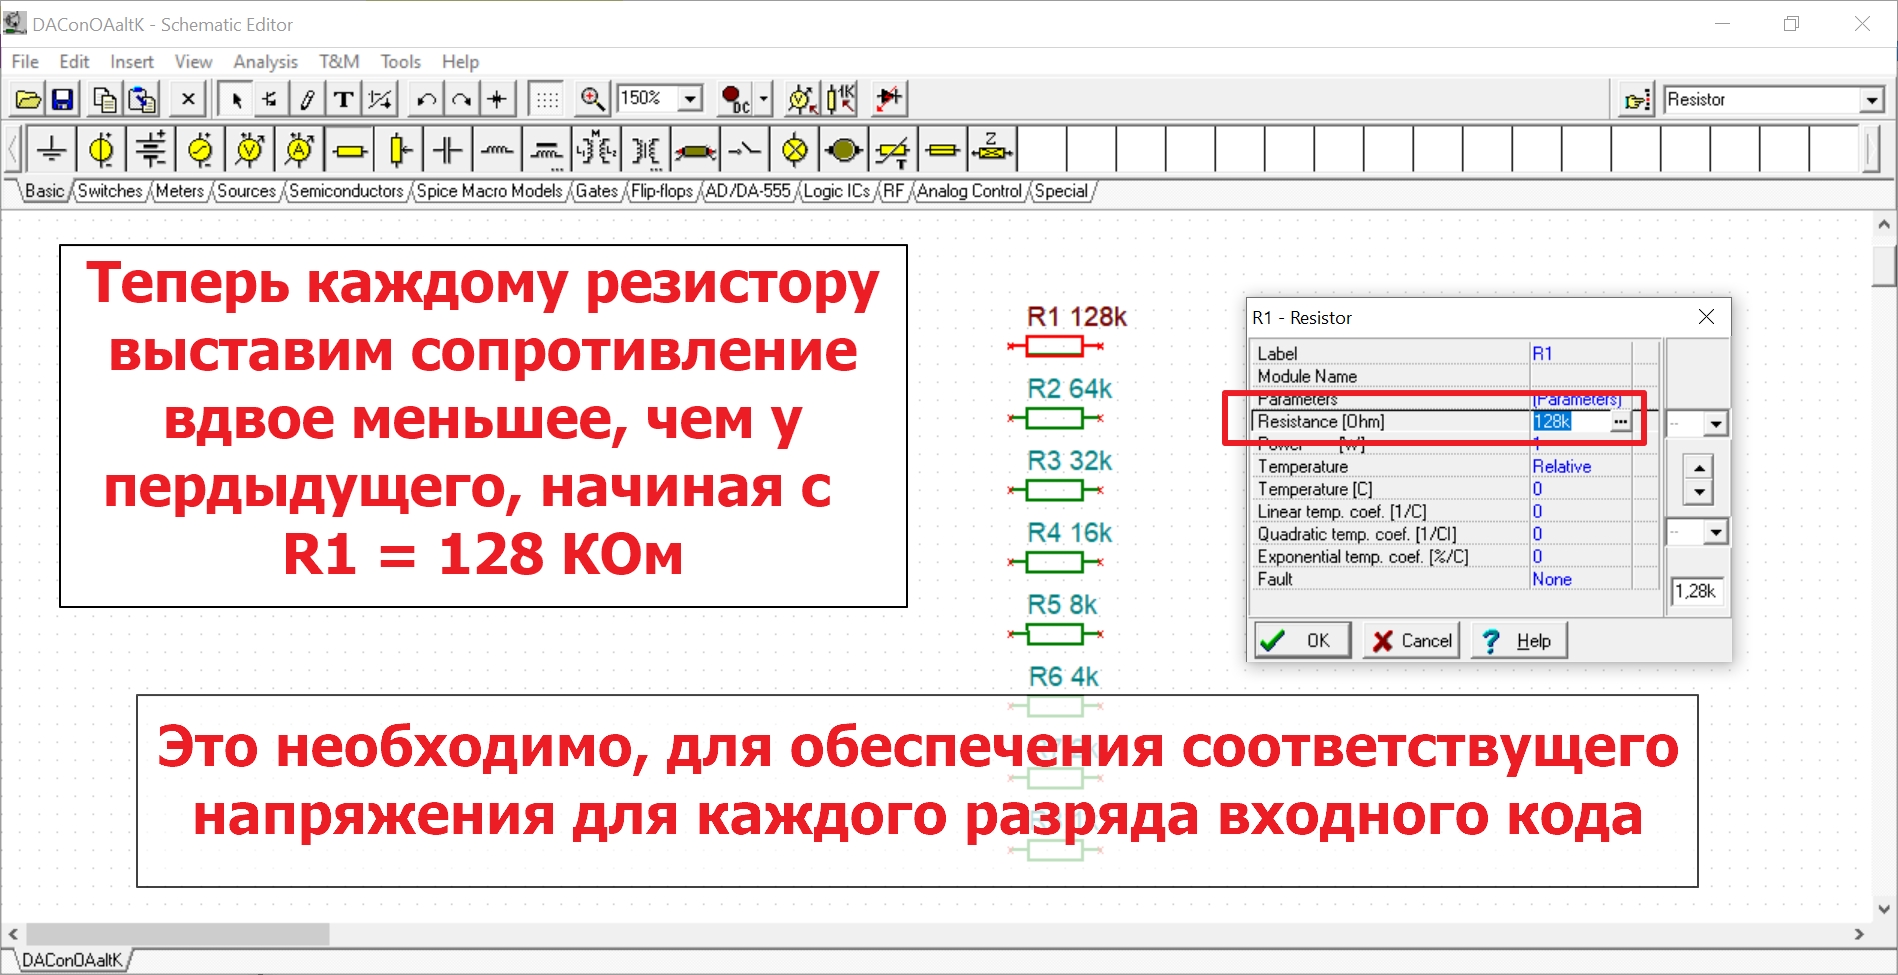 DAConOAaltK - Schematic Editor
File Edit Insert View Analysis T&M Tools Help
150% DC 1K Resistor
M Z T
Basic Switches Meters Sources Semiconductors Spice Macro Models Gates Flip-flops AD/DA-555 Logic ICs RF Analog Control Special
Теперь каждому резистору
выставим сопротивление
вдвое меньшее, чем у
пердыдущего, начиная с
R1 = 128 КОм
R1 128k
R2 64k
R3 32k
R4 16k
R5 8k
R6 4k
R1 - Resistor
Label R1
Module Name
Parameters (Parameters)
Resistance [Ohm] 128k ...
Power [W] 1
Temperature Relative
Temperature [C] 0
Linear temp. coef. [1/C] 0
Quadratic temp. coef. [1/Cl] 0
Exponential temp. coef. [%/C] 0
Fault None
1,28k
OK Cancel Help
Это необходимо, для обеспечения соответствущего
напряжения для каждого разряда входного кода
DAConOAaltK